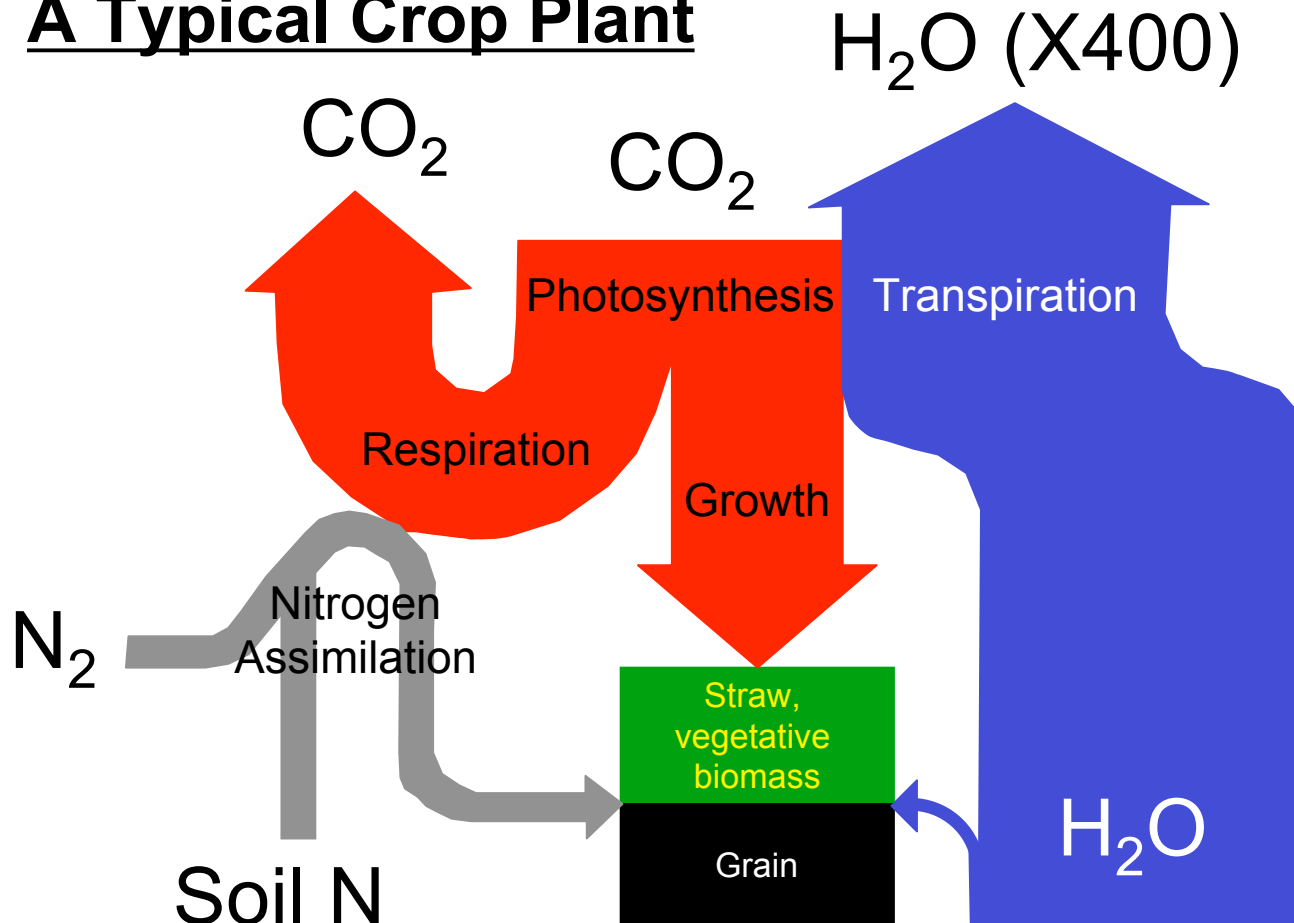 A Typical Crop Plant
H₂O (X400)
CO₂
CO₂
Photosynthesis
Transpiration
Respiration
Growth
Nitrogen
Assimilation
N₂
Straw,
vegetative
biomass
H₂O
Grain
Soil N